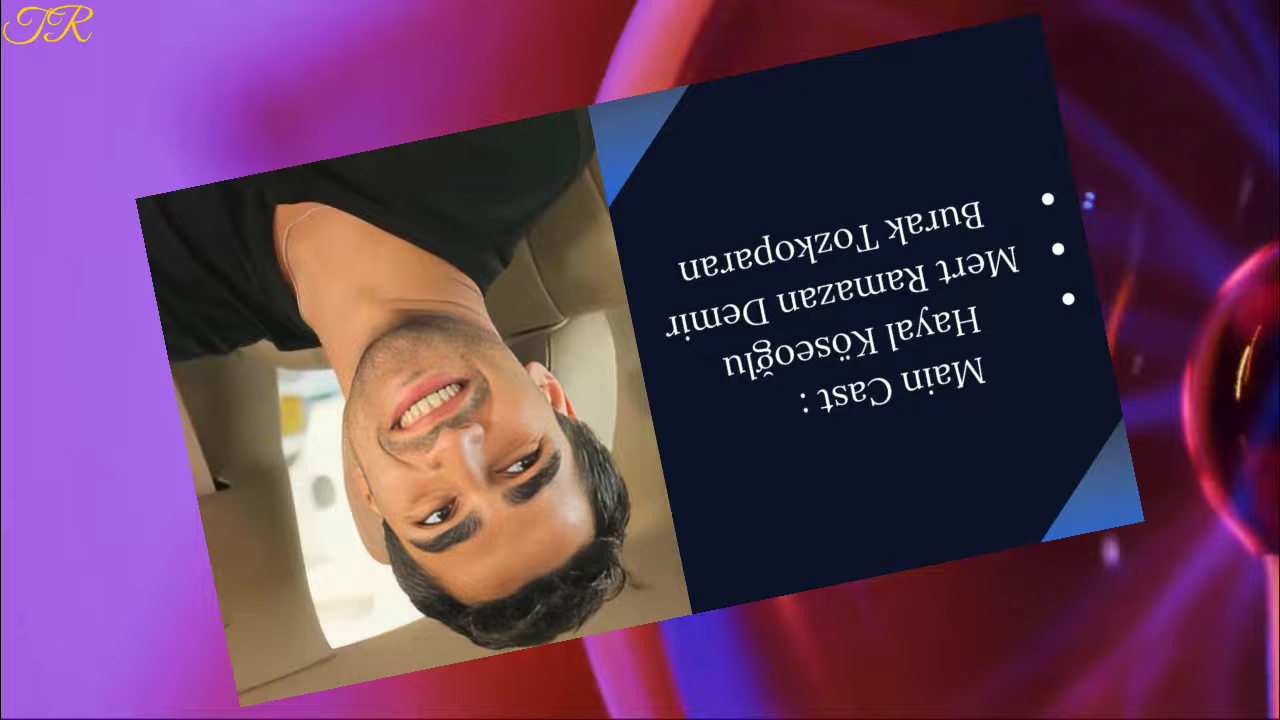 TR
Main Cast :
Hayal Köseoğlu
Mert Ramazan Demir
Burak Tozkoparan